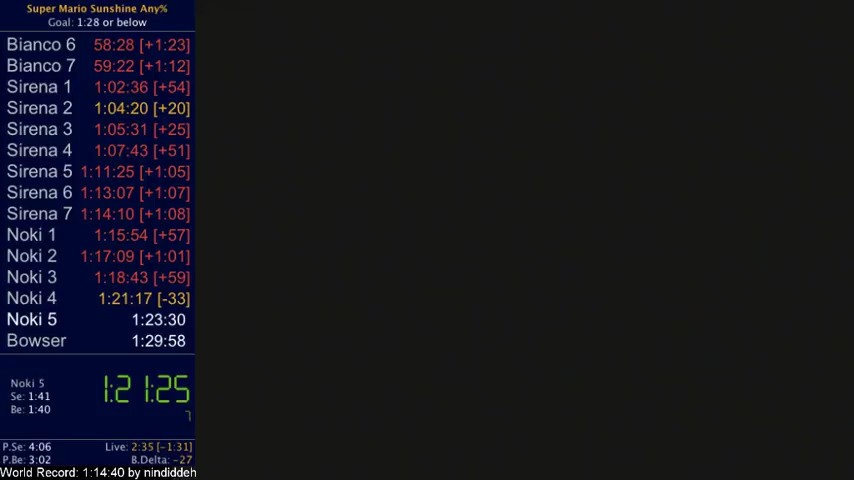 Super Mario Sunshine Any%
Goal: 1:28 or below
Bianco 6 58:28 [+1:23]
Bianco 7 59:22 [+1:12]
Sirena 1 1:02:36 [+54]
Sirena 2 1:04:20 [+20]
Sirena 3 1:05:31 [+25]
Sirena 4 1:07:43 [+51]
Sirena 5 1:11:25 [+1:05]
Sirena 6 1:13:07 [+1:07]
Sirena 7 1:14:10 [+1:08]
Noki 1 1:15:54 [+57]
Noki 2 1:17:09 [+1:01]
Noki 3 1:18:43 [+59]
Noki 4 1:21:17 [-33]
Noki 5 1:23:30
Bowser 1:29:58
Noki 5 1:21:25
Se: 1:41
Be: 1:40 7
P.Se: 4:06 Live: 2:35 [-1:31]
P.Be: 3:02 B.Delta: -27
World Record: 1:14:40 by nindiddeh